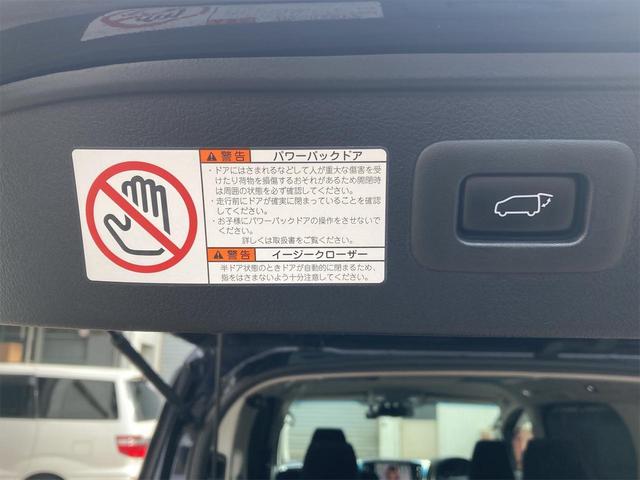 警告 パワーバックドア
・ドアにはさまれるなどして人が重大な傷害を
受けたり荷物を損傷するおそれがあるため開閉時
は周囲の状態を必ず確認してください。
・走行前にドアが確実に閉まっていることを確認
してください。
・お子様にパワーバックドアの操作をさせないで
ください。
詳しくは取扱書をご覧ください。
警告 イージークローザー
半ドア状態のときドアが自動的に閉まるため、
指をはさまないよう十分注意してください。